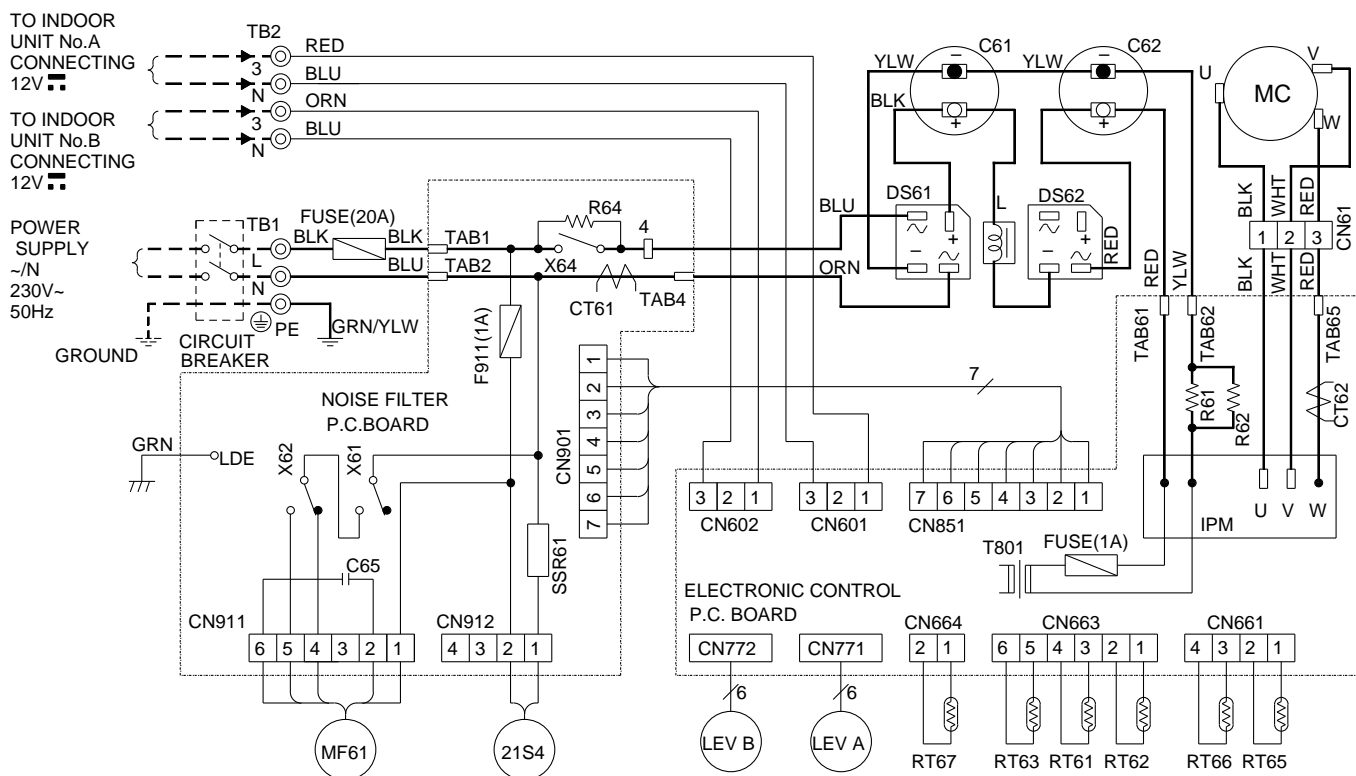 TO INDOOR
UNIT No.A
CONNECTING
12V
TB2
RED
3
BLU
N
TO INDOOR
UNIT No.B
CONNECTING
12V
ORN
3
BLU
N
POWER
SUPPLY
~/N
230V~
50Hz
TB1
L
N
PE
FUSE(20A)
BLK
BLK
TAB1
BLU
TAB2
GRN/YLW
GROUND
CIRCUIT
BREAKER
R64
4
X64
CT61
TAB4
F911(1A)
BLU
ORN
YLW
C61
−
+
BLK
YLW
C62
−
+
DS61
~
+
−
~
L
DS62
~
+
−
~
RED
RED
YLW
TAB61
TAB62
R61
R62
MC
U
V
W
BLK
WHT
RED
1 2 3
CN61
BLK
WHT
RED
TAB65
CT62
U V W
IPM
NOISE FILTER
P.C.BOARD
GRN
LDE
X62
X61
C65
CN901
1
2
3
4
5
6
7
7
SSR61
CN911
6 5 4 3 2 1
CN912
4 3 2 1
MF61
21S4
3 2 1
CN602
3 2 1
CN601
7 6 5 4 3 2 1
CN851
T801
FUSE(1A)
ELECTRONIC CONTROL
P.C. BOARD
CN772
6
LEV B
CN771
6
LEV A
CN664
2 1
RT67
CN663
6 5 4 3 2 1
RT63 RT61 RT62
CN661
4 3 2 1
RT66 RT65